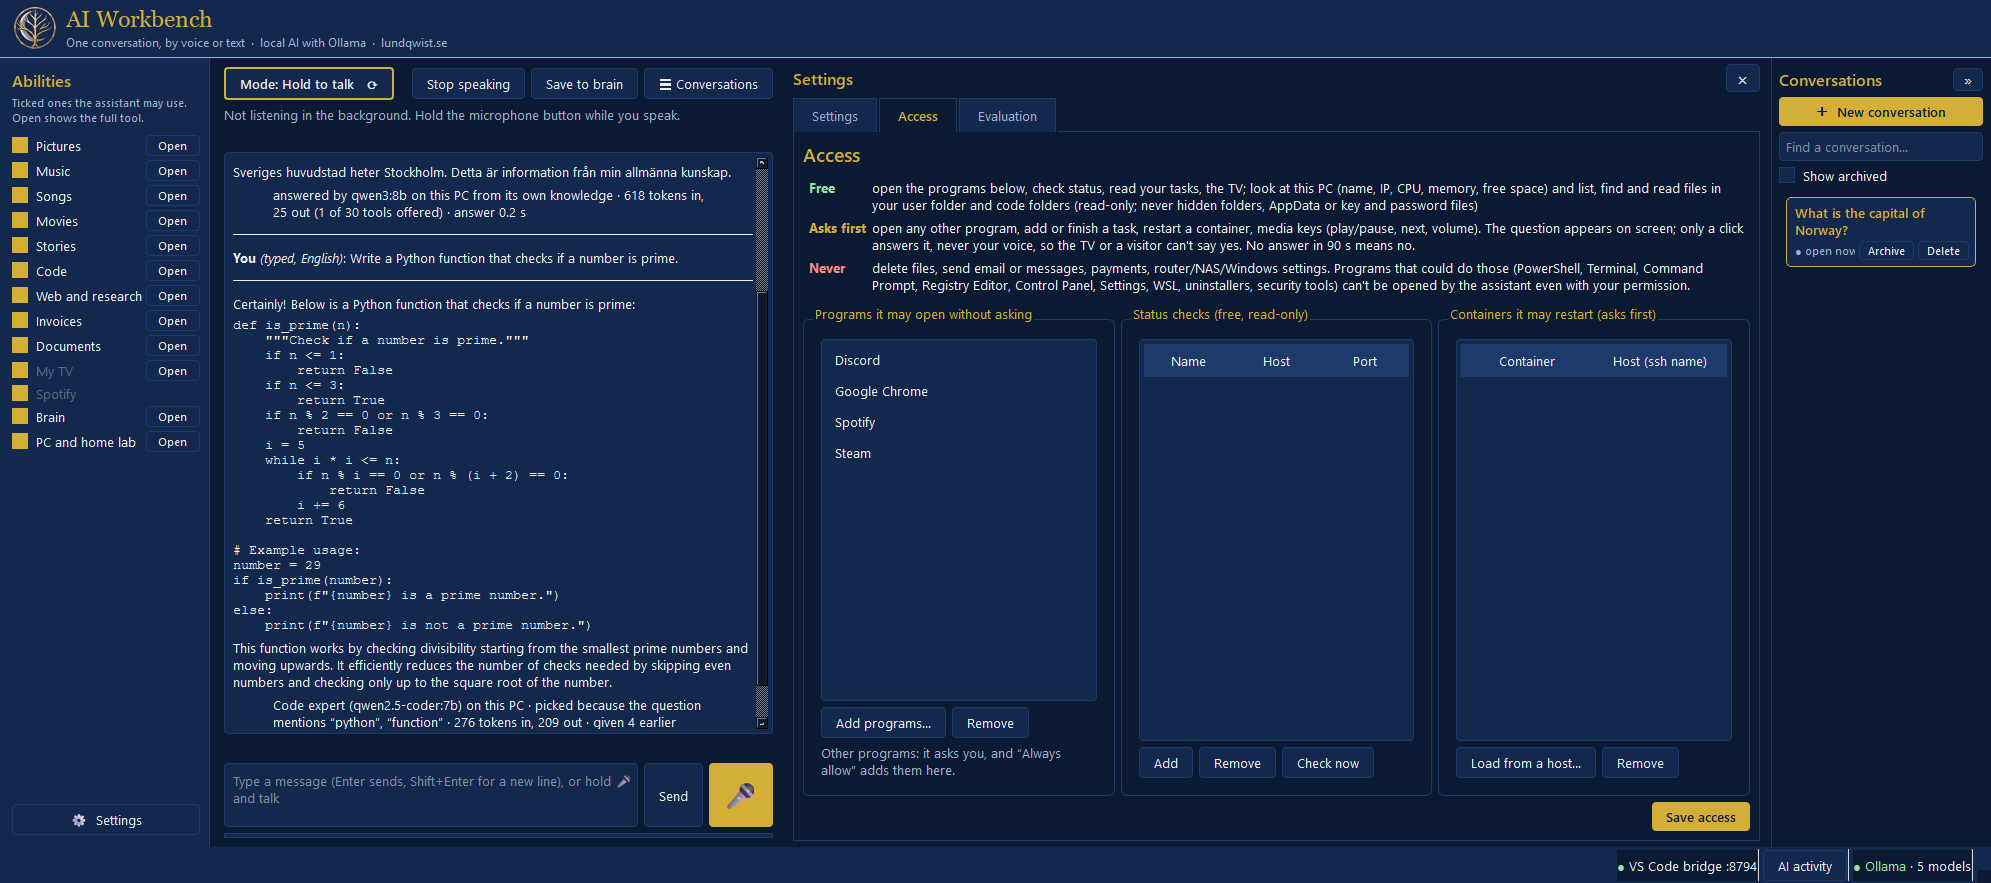 AI Workbench
One conversation, by voice or text · local AI with Ollama · lundqwist.se
Abilities
Ticked ones the assistant may use.
Open shows the full tool.
Pictures Open
Music Open
Songs Open
Movies Open
Stories Open
Code Open
Web and research Open
Invoices Open
Documents Open
My TV Open
Spotify
Brain Open
PC and home lab Open
Settings
Mode: Hold to talk ⟳ Stop speaking Save to brain ☰ Conversations
Not listening in the background. Hold the microphone button while you speak.
Sveriges huvudstad heter Stockholm. Detta är information från min allmänna kunskap.
answered by qwen3:8b on this PC from its own knowledge · 618 tokens in,
25 out (1 of 30 tools offered) · answer 0.2 s
You (typed, English): Write a Python function that checks if a number is prime.
Certainly! Below is a Python function that checks if a number is prime:
def is_prime(n):
    """Check if a number is prime."""
    if n <= 1:
        return False
    if n <= 3:
        return True
    if n % 2 == 0 or n % 3 == 0:
        return False
    i = 5
    while i * i <= n:
        if n % i == 0 or n % (i + 2) == 0:
            return False
        i += 6
    return True
# Example usage:
number = 29
if is_prime(number):
    print(f"{number} is a prime number.")
else:
    print(f"{number} is not a prime number.")
This function works by checking divisibility starting from the smallest prime numbers and
moving upwards. It efficiently reduces the number of checks needed by skipping even
numbers and checking only up to the square root of the number.
Code expert (qwen2.5-coder:7b) on this PC · picked because the question
mentions “python”, “function” · 276 tokens in, 209 out · given 4 earlier
Type a message (Enter sends, Shift+Enter for a new line), or hold 🎤
and talk
Send
Settings ×
Settings Access Evaluation
Access
Free open the programs below, check status, read your tasks, the TV; look at this PC (name, IP, CPU, memory, free space) and list, find and read files in
your user folder and code folders (read-only; never hidden folders, AppData or key and password files)
Asks first open any other program, add or finish a task, restart a container, media keys (play/pause, next, volume). The question appears on screen; only a click
answers it, never your voice, so the TV or a visitor can't say yes. No answer in 90 s means no.
Never delete files, send email or messages, payments, router/NAS/Windows settings. Programs that could do those (PowerShell, Terminal, Command
Prompt, Registry Editor, Control Panel, Settings, WSL, uninstallers, security tools) can't be opened by the assistant even with your permission.
Programs it may open without asking
Discord
Google Chrome
Spotify
Steam
Add programs... Remove
Other programs: it asks you, and “Always
allow” adds them here.
Status checks (free, read-only)
Name Host Port
Add Remove Check now
Containers it may restart (asks first)
Container Host (ssh name)
Load from a host... Remove
Save access
Conversations »
+ New conversation
Find a conversation...
Show archived
What is the capital of
Norway?
● open now Archive Delete
● VS Code bridge :8794 AI activity ● Ollama · 5 models